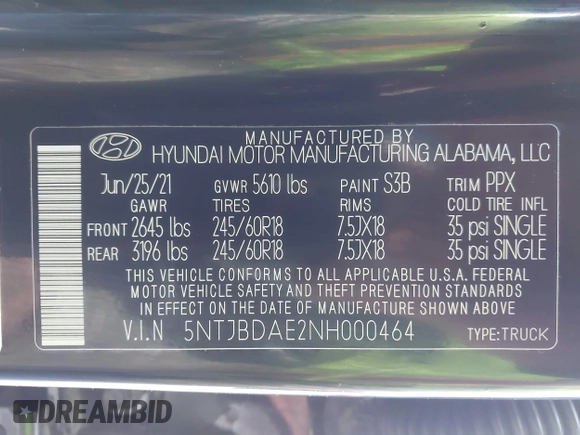 MANUFACTURED BY
HYUNDAI MOTOR MANUFACTURING ALABAMA, LLC
Jun/25/21 GVWR 5610 lbs PAINT S3B TRIM PPX
GAWR TIRES RIMS COLD TIRE INFL
FRONT 2645 lbs 245/60R18 7.5JX18 35 psi SINGLE
REAR 3196 lbs 245/60R18 7.5JX18 35 psi SINGLE
THIS VEHICLE CONFORMS TO ALL APPLICABLE U.S.A. FEDERAL
MOTOR VEHICLE SAFETY AND THEFT PREVENTION STANDARDS
IN EFFECT ON THE DATE OF MANUFACTURE SHOWN ABOVE
V.I.N 5NTJBDAE2NH000464 TYPE:TRUCK
DREAMBID